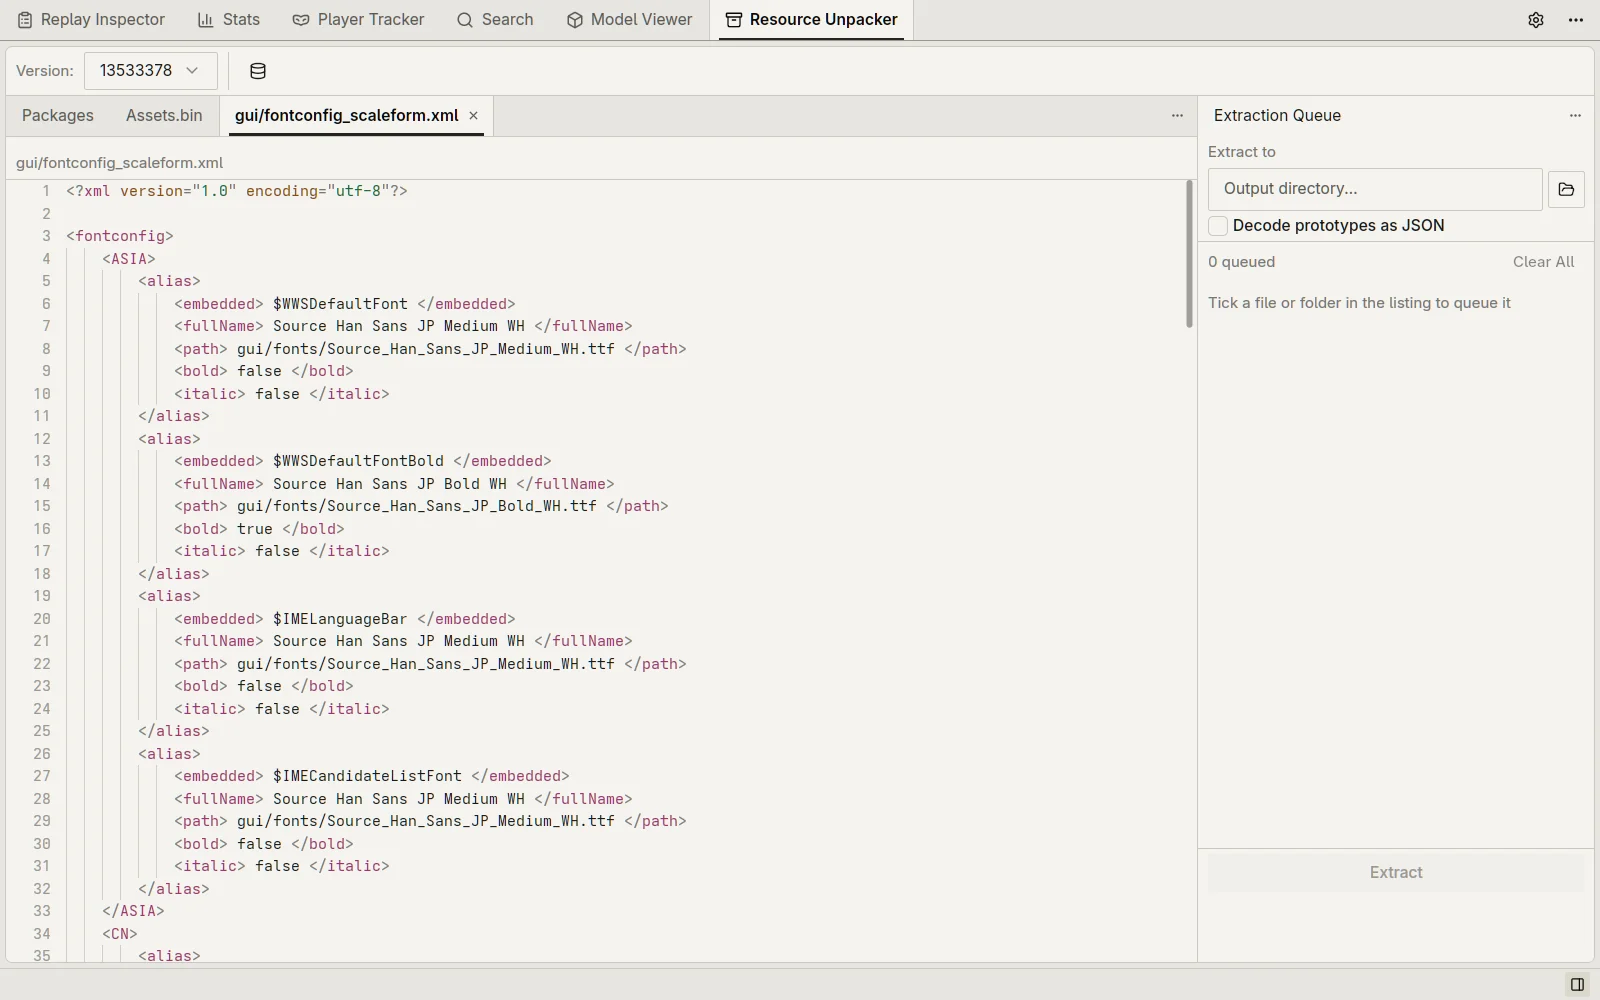 Replay Inspector Stats Player Tracker Search Model Viewer Resource Unpacker
Version: 13533378
Packages Assets.bin gui/fontconfig_scaleform.xml
gui/fontconfig_scaleform.xml
1 <?xml version="1.0" encoding="utf-8"?>
2
3 <fontconfig>
4 <ASIA>
5 <alias>
6 <embedded> $WWSDefaultFont </embedded>
7 <fullName> Source Han Sans JP Medium WH </fullName>
8 <path> gui/fonts/Source_Han_Sans_JP_Medium_WH.ttf </path>
9 <bold> false </bold>
10 <italic> false </italic>
11 </alias>
12 <alias>
13 <embedded> $WWSDefaultFontBold </embedded>
14 <fullName> Source Han Sans JP Bold WH </fullName>
15 <path> gui/fonts/Source_Han_Sans_JP_Bold_WH.ttf </path>
16 <bold> true </bold>
17 <italic> false </italic>
18 </alias>
19 <alias>
20 <embedded> $IMELanguageBar </embedded>
21 <fullName> Source Han Sans JP Medium WH </fullName>
22 <path> gui/fonts/Source_Han_Sans_JP_Medium_WH.ttf </path>
23 <bold> false </bold>
24 <italic> false </italic>
25 </alias>
26 <alias>
27 <embedded> $IMECandidateListFont </embedded>
28 <fullName> Source Han Sans JP Medium WH </fullName>
29 <path> gui/fonts/Source_Han_Sans_JP_Medium_WH.ttf </path>
30 <bold> false </bold>
31 <italic> false </italic>
32 </alias>
33 </ASIA>
34 <CN>
35 <alias>
Extraction Queue
Extract to
Output directory...
Decode prototypes as JSON
0 queued Clear All
Tick a file or folder in the listing to queue it
Extract